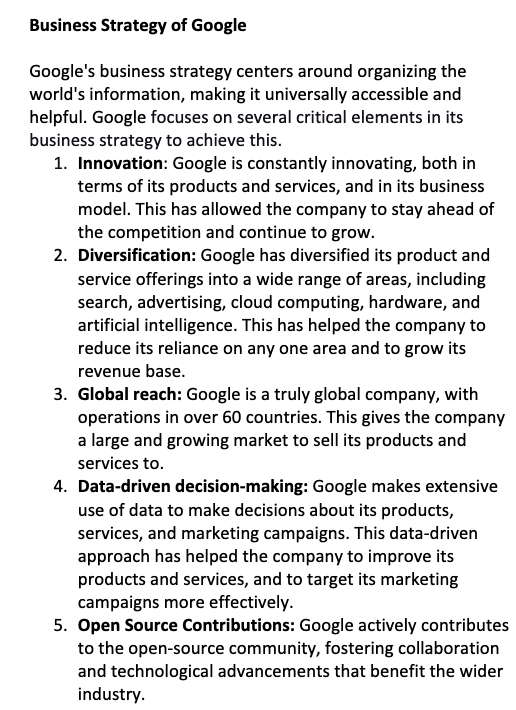 Business Strategy of Google
Google's business strategy centers around organizing the
world's information, making it universally accessible and
helpful. Google focuses on several critical elements in its
business strategy to achieve this.
1. Innovation: Google is constantly innovating, both in
terms of its products and services, and in its business
model. This has allowed the company to stay ahead of
the competition and continue to grow.
2. Diversification: Google has diversified its product and
service offerings into a wide range of areas, including
search, advertising, cloud computing, hardware, and
artificial intelligence. This has helped the company to
reduce its reliance on any one area and to grow its
revenue base.
3. Global reach: Google is a truly global company, with
operations in over 60 countries. This gives the company
a large and growing market to sell its products and
services to.
4. Data-driven decision-making: Google makes extensive
use of data to make decisions about its products,
services, and marketing campaigns. This data-driven
approach has helped the company to improve its
products and services, and to target its marketing
campaigns more effectively.
5. Open Source Contributions: Google actively contributes
to the open-source community, fostering collaboration
and technological advancements that benefit the wider
industry.